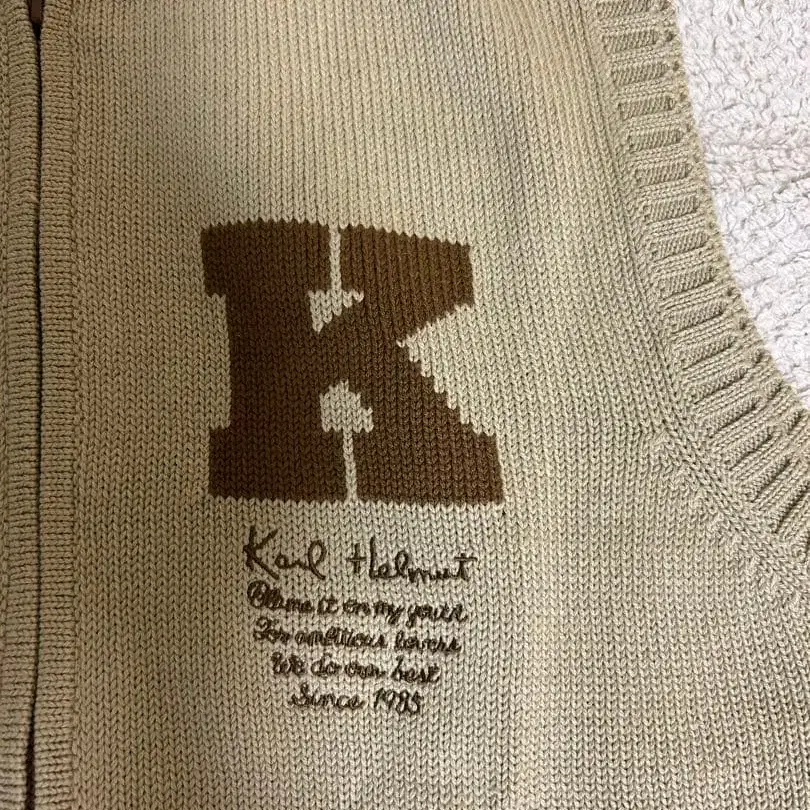 K
Karl Helmut
Blame it on my youth
For ambitious lovers
We do our best
Since 1985